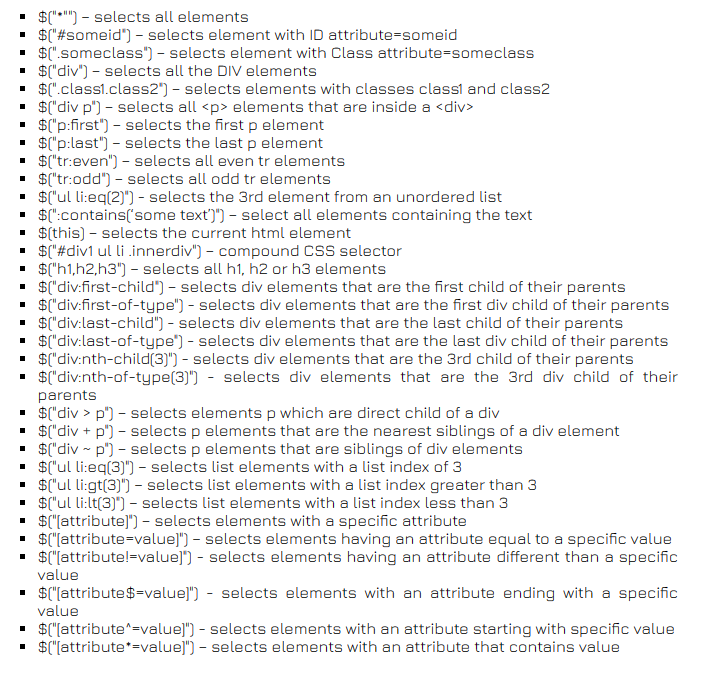 ▪ $("*"") – selects all elements
▪ $("#someid") – selects element with ID attribute=someid
▪ $(".someclass") – selects element with Class attribute=someclass
▪ $("div") – selects all the DIV elements
▪ $(".class1.class2") – selects elements with classes class1 and class2
▪ $("div p") – selects all <p> elements that are inside a <div>
▪ $("p:first") – selects the first p element
▪ $("p:last") – selects the last p element
▪ $("tr:even") – selects all even tr elements
▪ $("tr:odd") – selects all odd tr elements
▪ $("ul li:eq(2)") - selects the 3rd element from an unordered list
▪ $(":contains('some text')") – select all elements containing the text
▪ $(this) – selects the current html element
▪ $("#div1 ul li .innerdiv") – compound CSS selector
▪ $("h1,h2,h3") – selects all h1, h2 or h3 elements
▪ $("div:first-child") – selects div elements that are the first child of their parents
▪ $("div:first-of-type") - selects div elements that are the first div child of their parents
▪ $("div:last-child") - selects div elements that are the last child of their parents
▪ $("div:last-of-type") - selects div elements that are the last div child of their parents
▪ $("div:nth-child(3)") - selects div elements that are the 3rd child of their parents
▪ $("div:nth-of-type(3)") - selects div elements that are the 3rd div child of their
parents
▪ $("div > p") – selects elements p which are direct child of a div
▪ $("div + p") – selects p elements that are the nearest siblings of a div element
▪ $("div ~ p") – selects p elements that are siblings of div elements
▪ $("ul li:eq(3)") – selects list elements with a list index of 3
▪ $("ul li:gt(3)") – selects list elements with a list index greater than 3
▪ $("ul li:lt(3)") – selects list elements with a list index less than 3
▪ $("[attribute]") – selects elements with a specific attribute
▪ $("[attribute=value]") – selects elements having an attribute equal to a specific value
▪ $("[attribute!=value]") - selects elements having an attribute different than a specific
value
▪ $("[attribute$=value]") - selects elements with an attribute ending with a specific
value
▪ $("[attribute^=value]") - selects elements with an attribute starting with specific value
▪ $("[attribute*=value]") – selects elements with an attribute that contains value